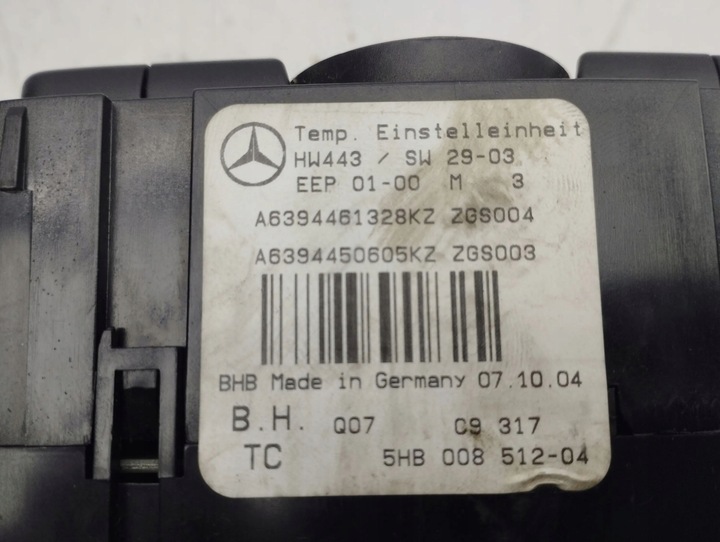 Temp. Einstelleinheit
HW443 / SW 29-03
EEP 01-00 M 3
A6394461328KZ ZGS004
A6394450605KZ ZGS003
BHB Made in Germany 07.10.04
B.H. Q07 C9 317
TC 5HB 008 512-04